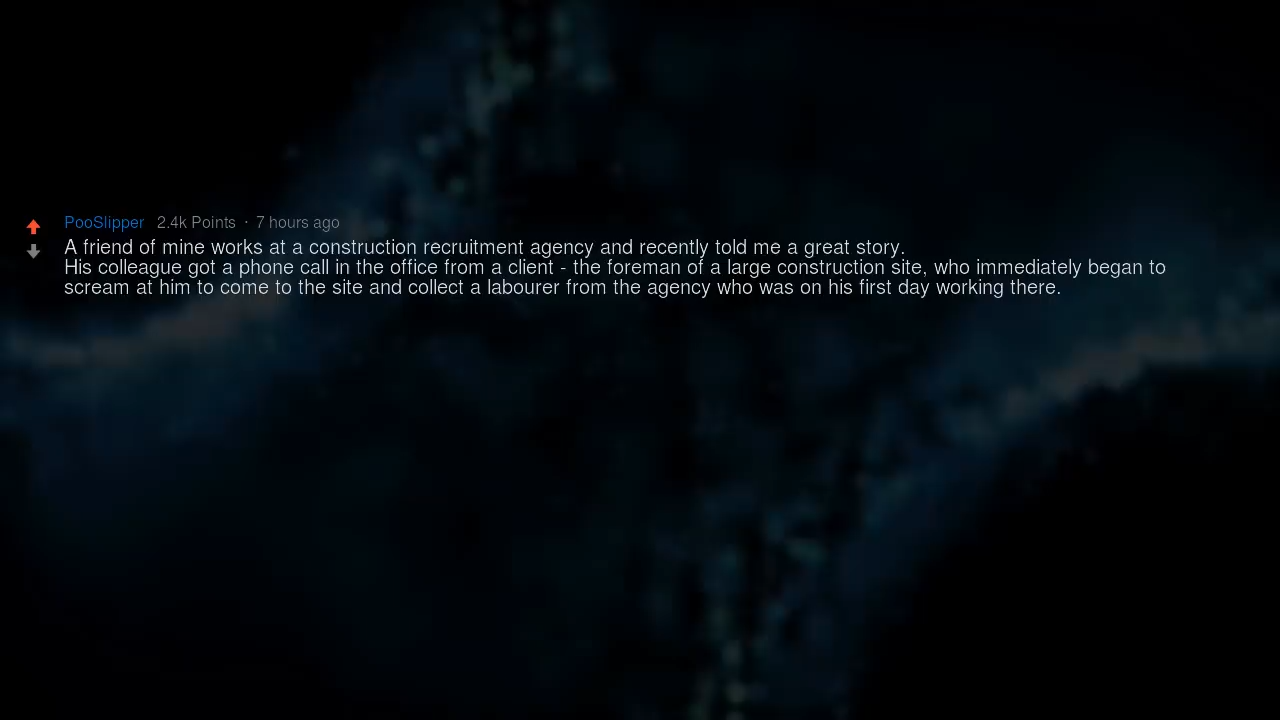 PooSlipper 2.4k Points · 7 hours ago
A friend of mine works at a construction recruitment agency and recently told me a great story.
His colleague got a phone call in the office from a client - the foreman of a large construction site, who immediately began to
scream at him to come to the site and collect a labourer from the agency who was on his first day working there.